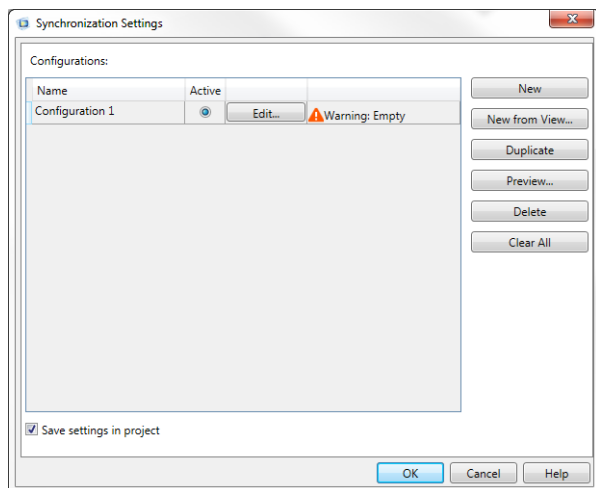 Synchronization Settings
Configurations:
Name Active
Configuration 1 Edit... Warning: Empty
New
New from View...
Duplicate
Preview...
Delete
Clear All
Save settings in project
OK Cancel Help